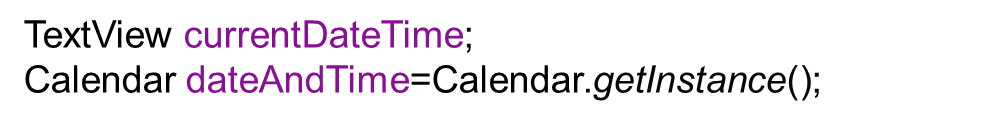 TextView currentDateTime;
Calendar dateAndTime=Calendar.getInstance();